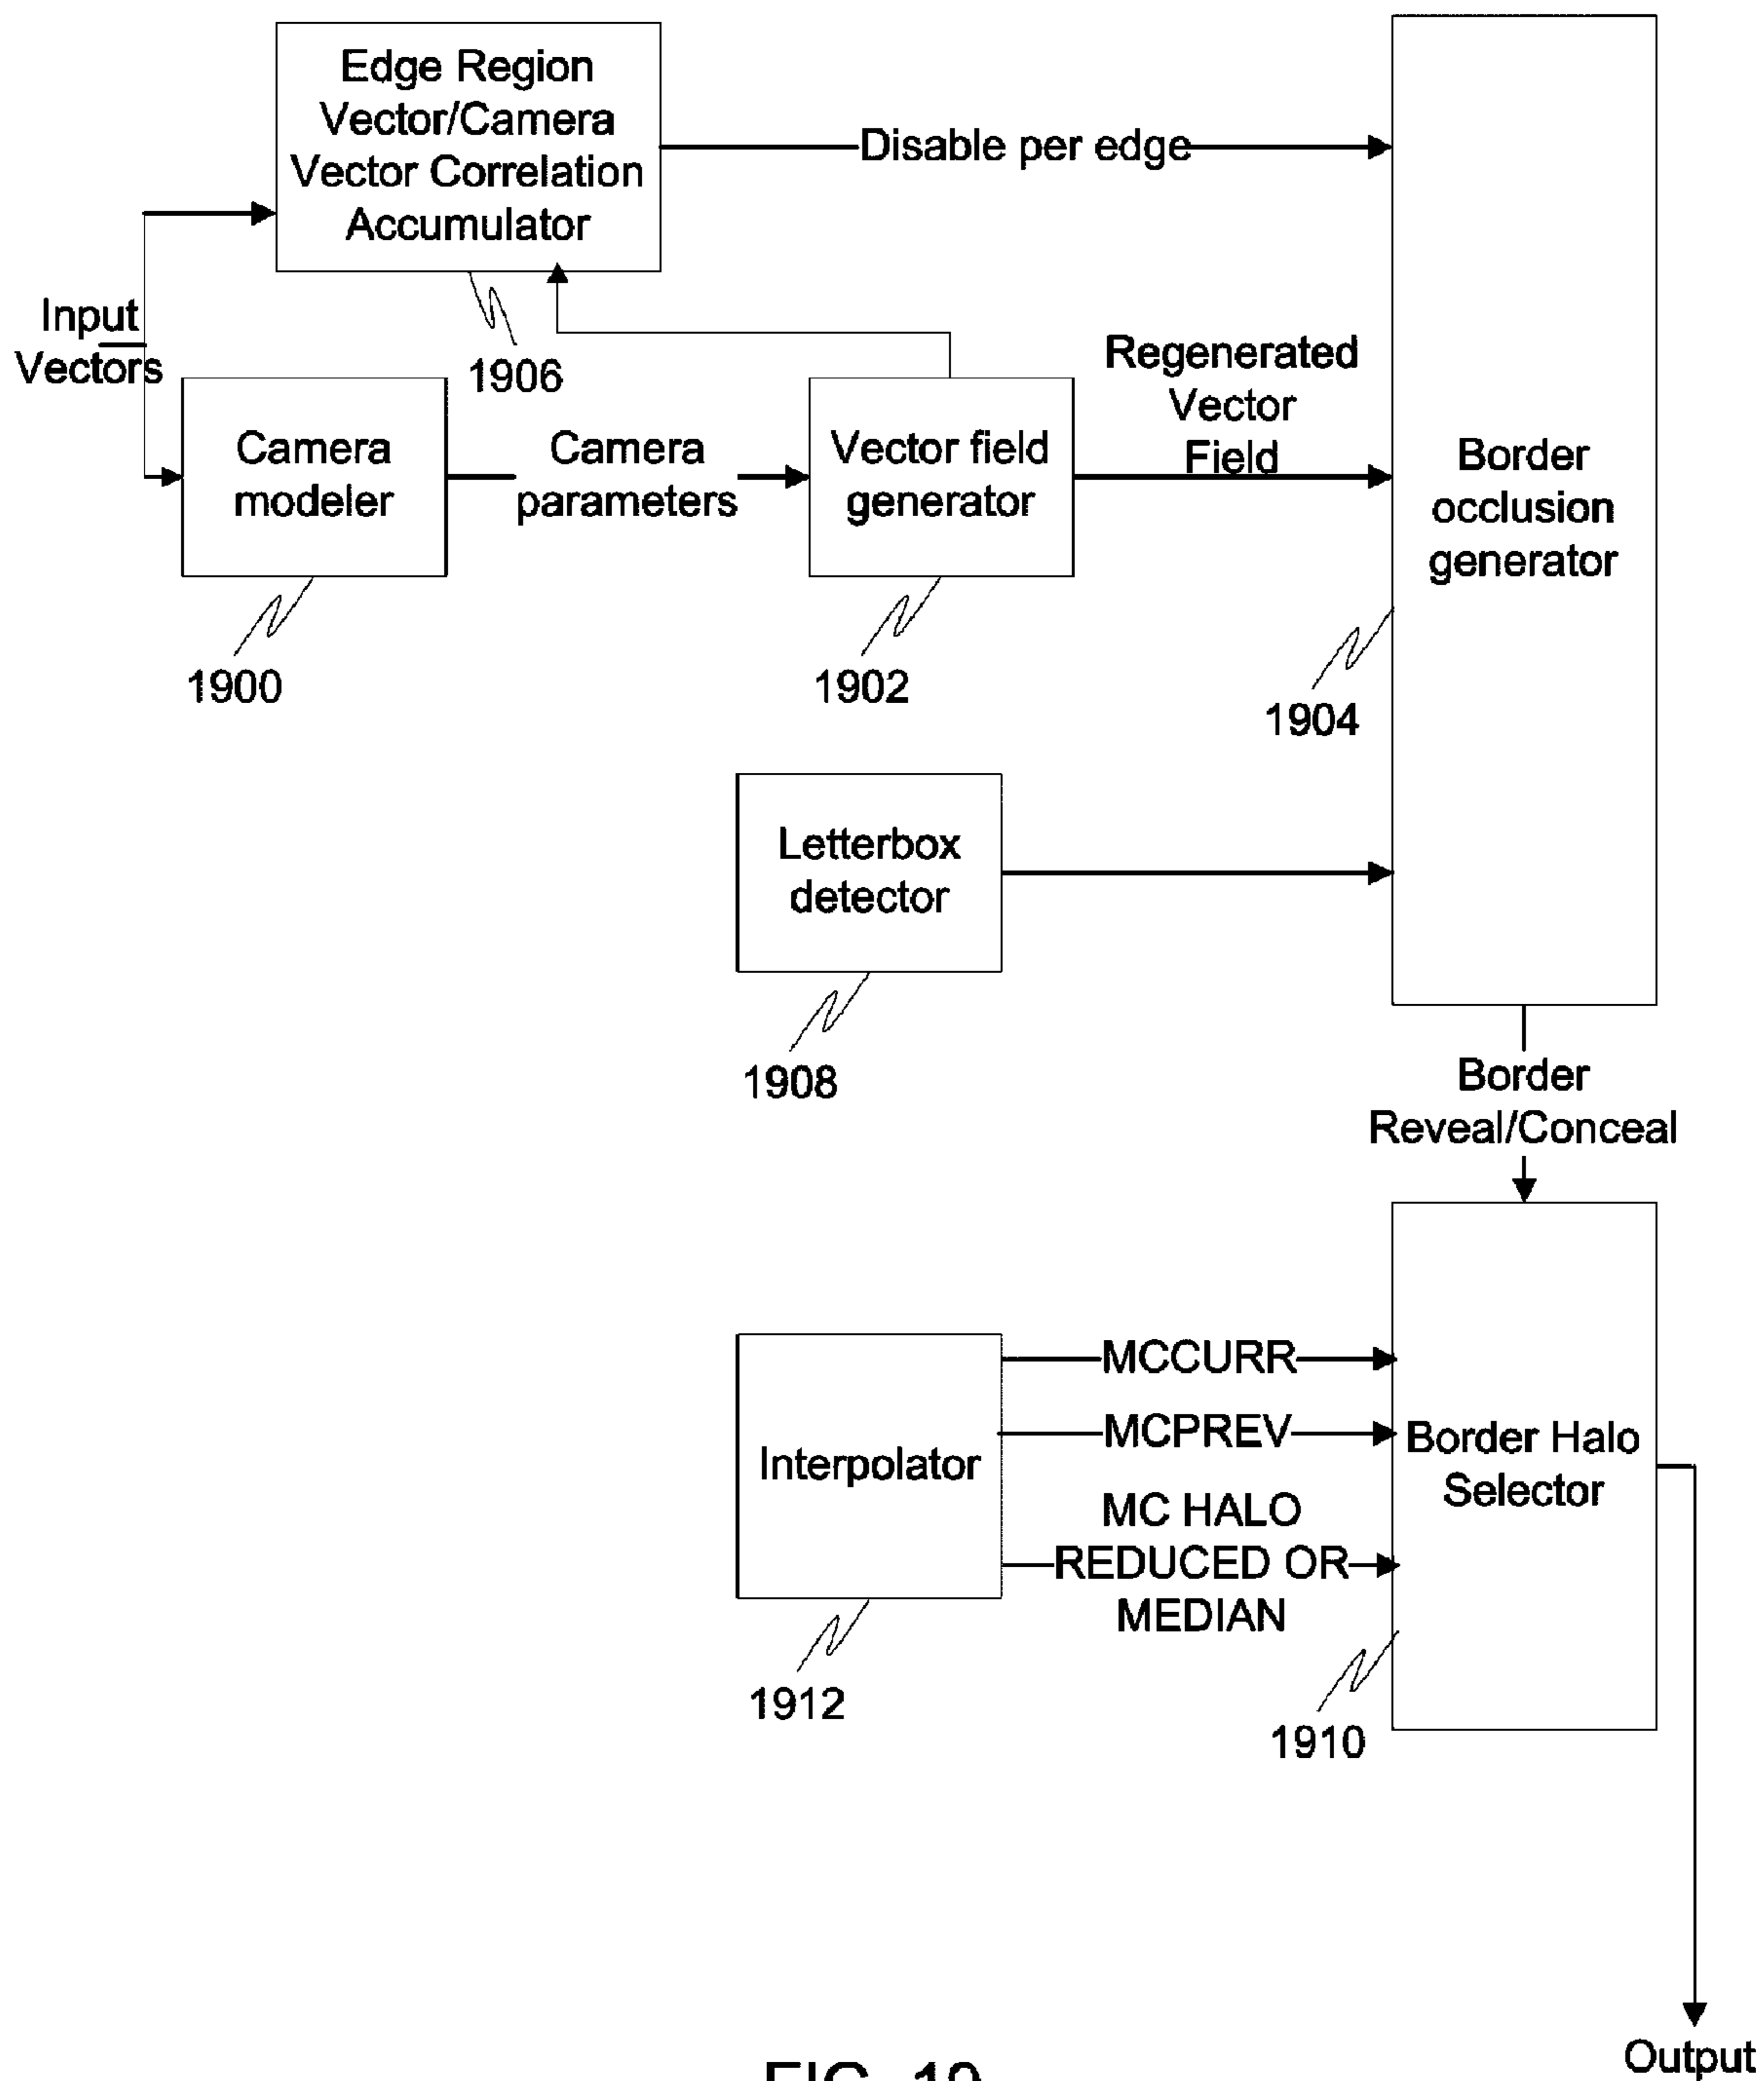 Edge Region
Vector/Camera
Vector Correlation
Accumulator
Disable per edge
Input
Vectors
1906
Camera
modeler
Camera
parameters
Vector field
generator
Regenerated
Vector
Field
Border
occlusion
generator
1900
1902
1904
Letterbox
detector
1908
Border
Reveal/Conceal
Interpolator
MCCURR
MCPREV
MC HALO
REDUCED OR
MEDIAN
Border Halo
Selector
1912
1910
Output
FIG. 19